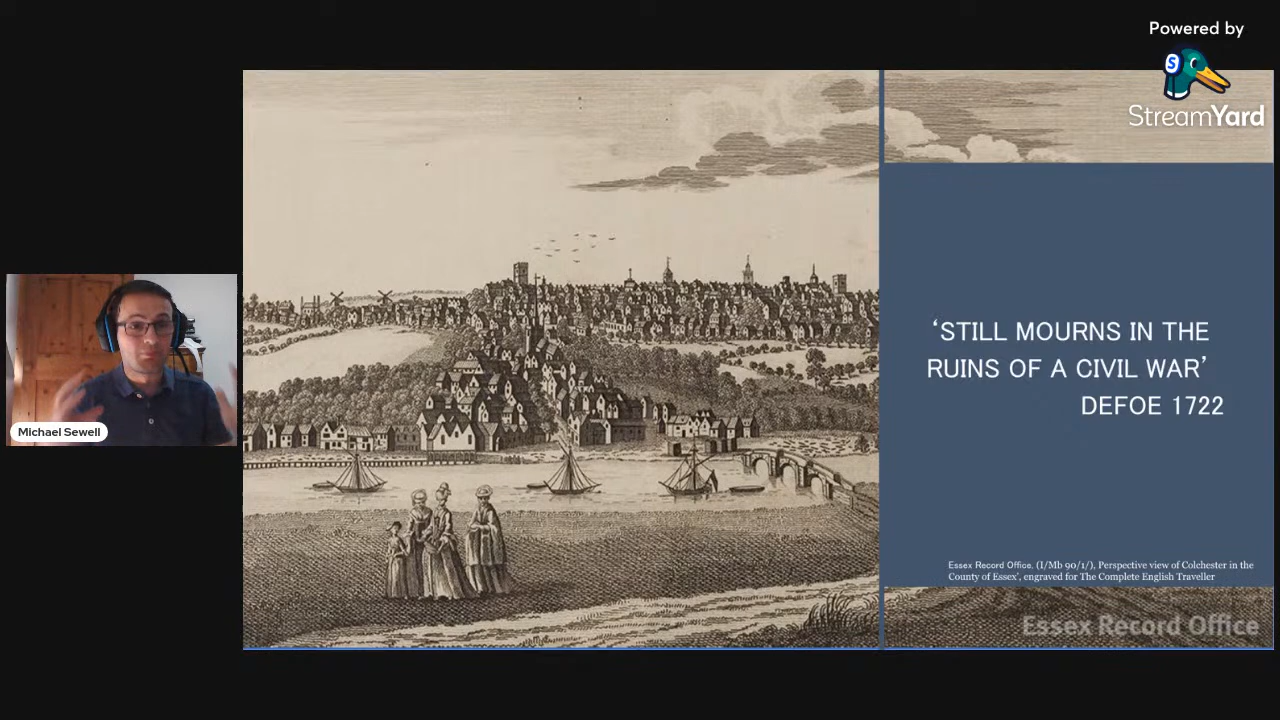 Powered by
S
StreamYard
‘STILL MOURNS IN THE
RUINS OF A CIVIL WAR’
DEFOE 1722
Michael Sewell
Essex Record Office, (I/Mb 90/1/), Perspective view of Colchester in the
County of Essex', engraved for The Complete English Traveller
Essex Record Office